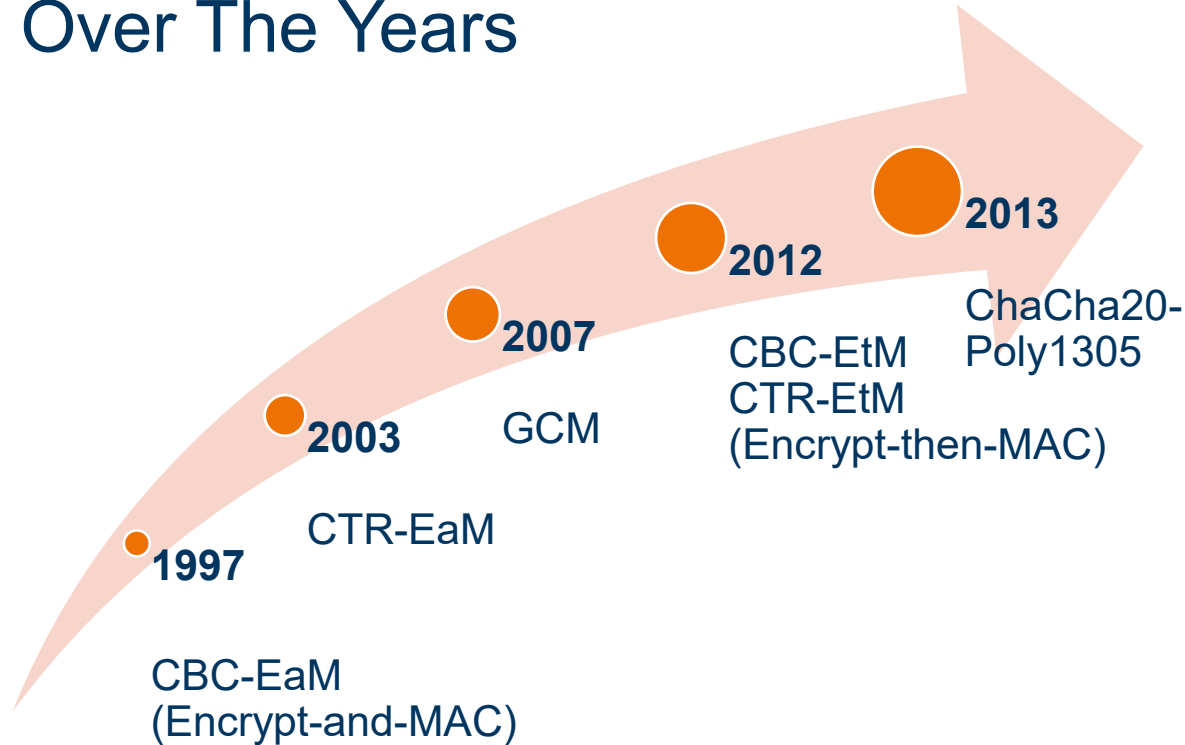 Over The Years
1997
CBC-EaM
(Encrypt-and-MAC)
2003
CTR-EaM
2007
GCM
2012
CBC-EtM
CTR-EtM
(Encrypt-then-MAC)
2013
ChaCha20-
Poly1305